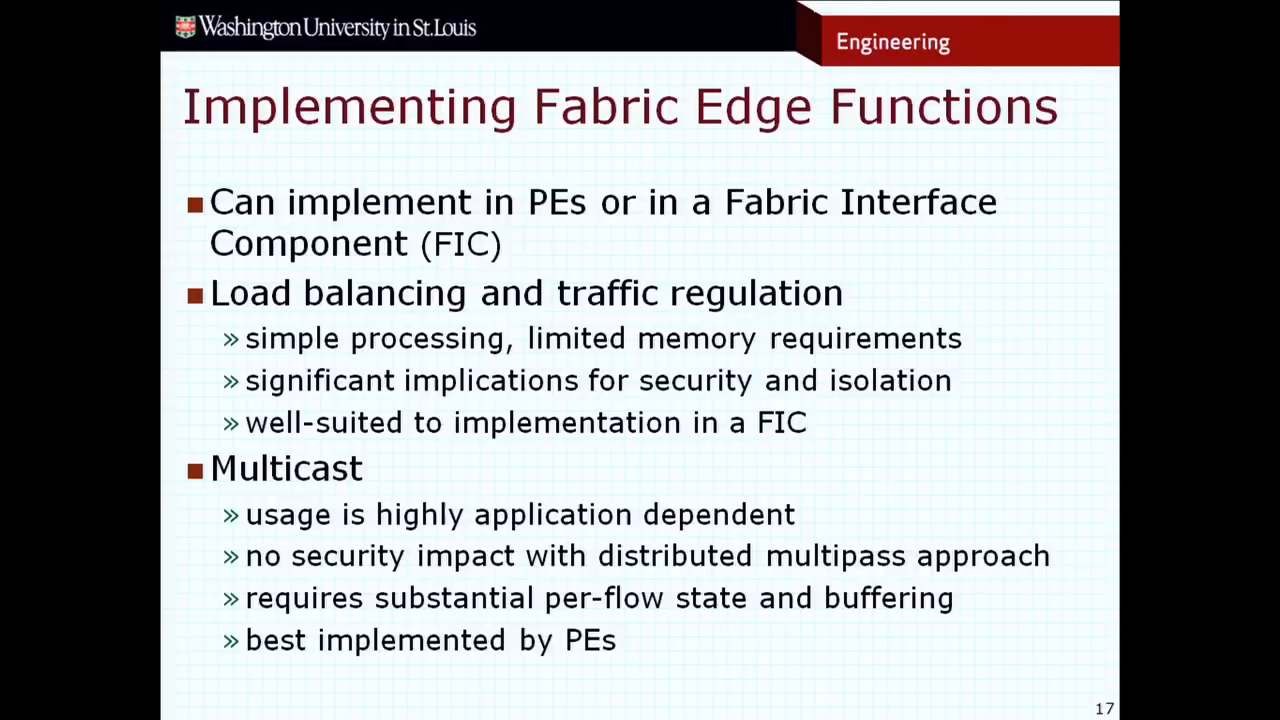 Washington University in St. Louis
Engineering
Implementing Fabric Edge Functions
■ Can implement in PEs or in a Fabric Interface
Component (FIC)
■ Load balancing and traffic regulation
» simple processing, limited memory requirements
» significant implications for security and isolation
» well-suited to implementation in a FIC
■ Multicast
» usage is highly application dependent
» no security impact with distributed multipass approach
» requires substantial per-flow state and buffering
» best implemented by PEs
17